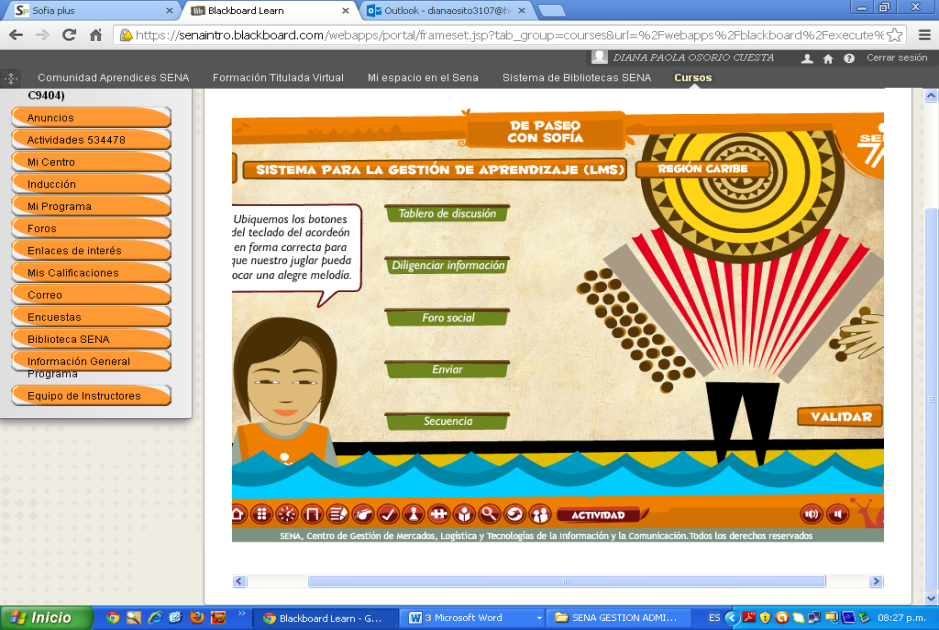 Sofia plus
Blackboard Learn
Outlook - dianaosito3107@h
https://senaintro.blackboard.com/webapps/portal/frameset.jsp?tab_group=courses&url=%2Fwebapps%2Fblackboard%2Fexecute%
DIANA PAOLA OSORIO CUESTA
Cerrar sesión
Comunidad Aprendices SENA
Formación Titulada Virtual
Mi espacio en el Sena
Sistema de Bibliotecas SENA
Cursos
C9404)
Anuncios
Actividades 534478
Mi Centro
Inducción
Mi Programa
Foros
Enlaces de interés
Mis Calificaciones
Correo
Encuestas
Biblioteca SENA
Información General
Programa
Equipo de Instructores
DE PASEO
CON SOFÍA
SISTEMA PARA LA GESTIÓN DE APRENDIZAJE (LMS)
REGIÓN CARIBE
Ubiquemos los botones
del teclado del acordeón
en forma correcta para
que nuestro juglar pueda
ocar una alegre melodía.
Tablero de discusión
Diligenciar información
Foro social
Enviar
Secuencia
VALIDAR
ACTIVIDAD
SENA, Centro de Gestión de Mercados, Logística y Tecnologías de la Información y la Comunicación.Todos los derechos reservados
Inicio
Blackboard Learn - G...
3 Microsoft Word
SENA GESTION ADMI...
ES
08:27 p.m.